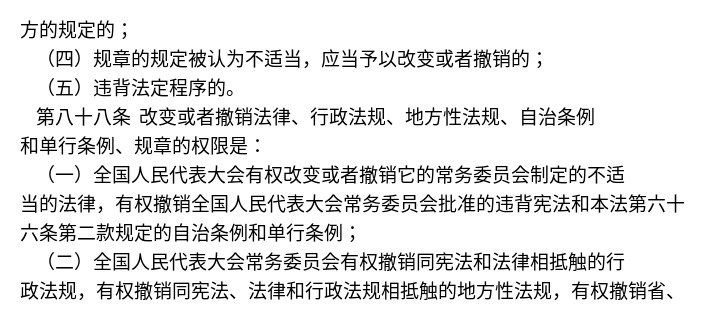 方的规定的；
（四）规章的规定被认为不适当，应当予以改变或者撤销的；
（五）违背法定程序的。
第八十八条 改变或者撤销法律、行政法规、地方性法规、自治条例
和单行条例、规章的权限是：
（一）全国人民代表大会有权改变或者撤销它的常务委员会制定的不适
当的法律，有权撤销全国人民代表大会常务委员会批准的违背宪法和本法第六十
六条第二款规定的自治条例和单行条例；
（二）全国人民代表大会常务委员会有权撤销同宪法和法律相抵触的行
政法规，有权撤销同宪法、法律和行政法规相抵触的地方性法规，有权撤销省、